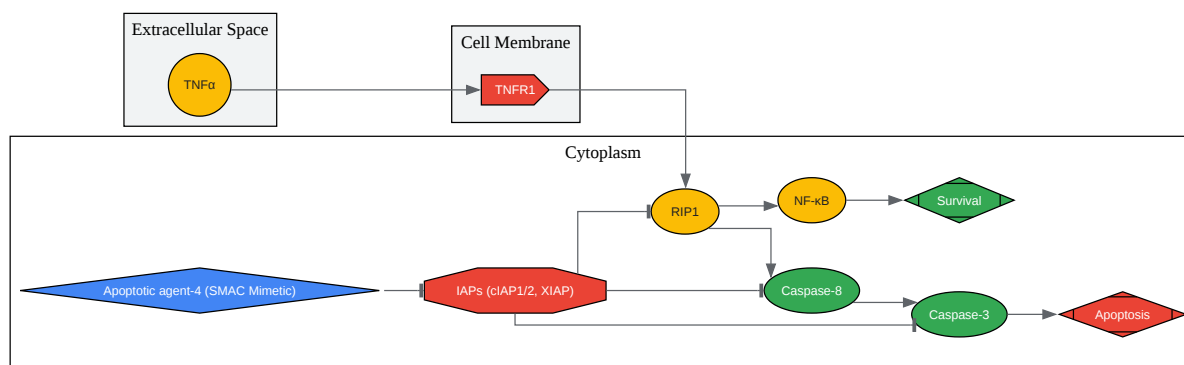 Extracellular Space
TNFα
Cell Membrane
TNFR1
Cytoplasm
RIP1
NF-κB
Survival
Apoptotic agent-4 (SMAC Mimetic)
IAPs (cIAP1/2, XIAP)
Caspase-8
Caspase-3
Apoptosis